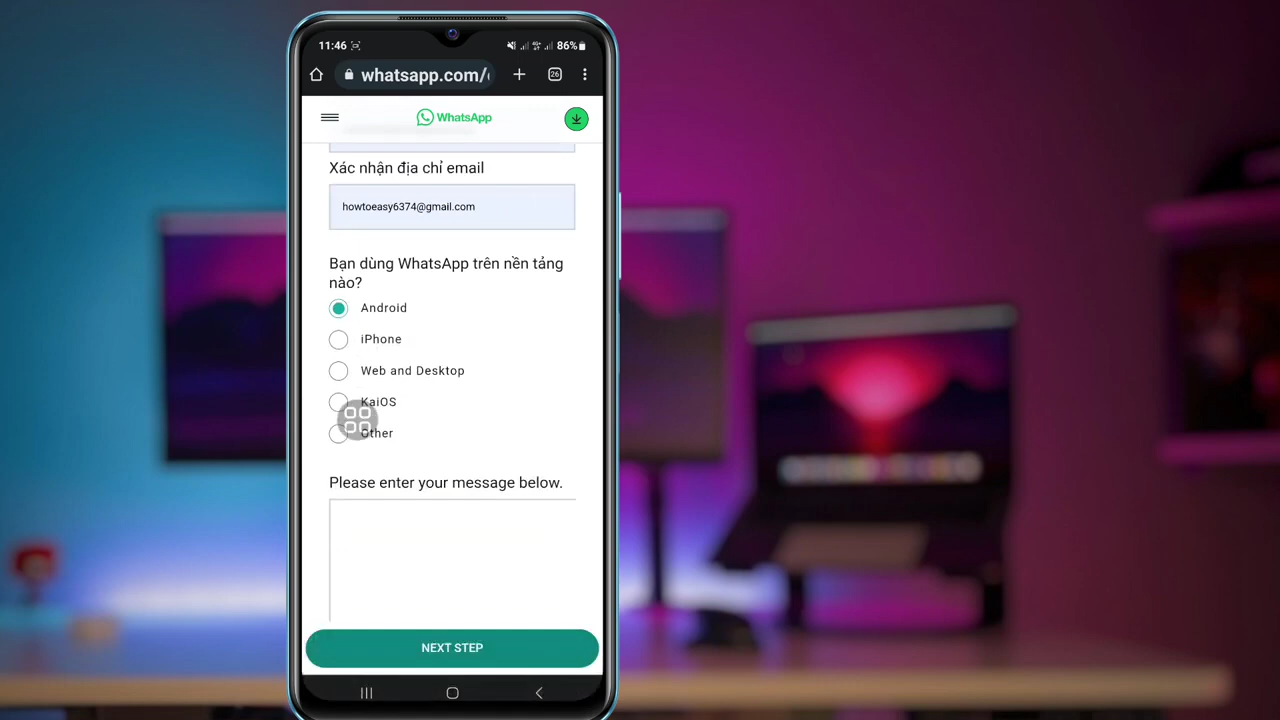 11:46 86%
whatsapp.com/ 26
WhatsApp
Xác nhận địa chỉ email
howtoeasy6374@gmail.com
Bạn dùng WhatsApp trên nền tảng
nào?
Android
iPhone
Web and Desktop
KaiOS
Other
Please enter your message below.
NEXT STEP